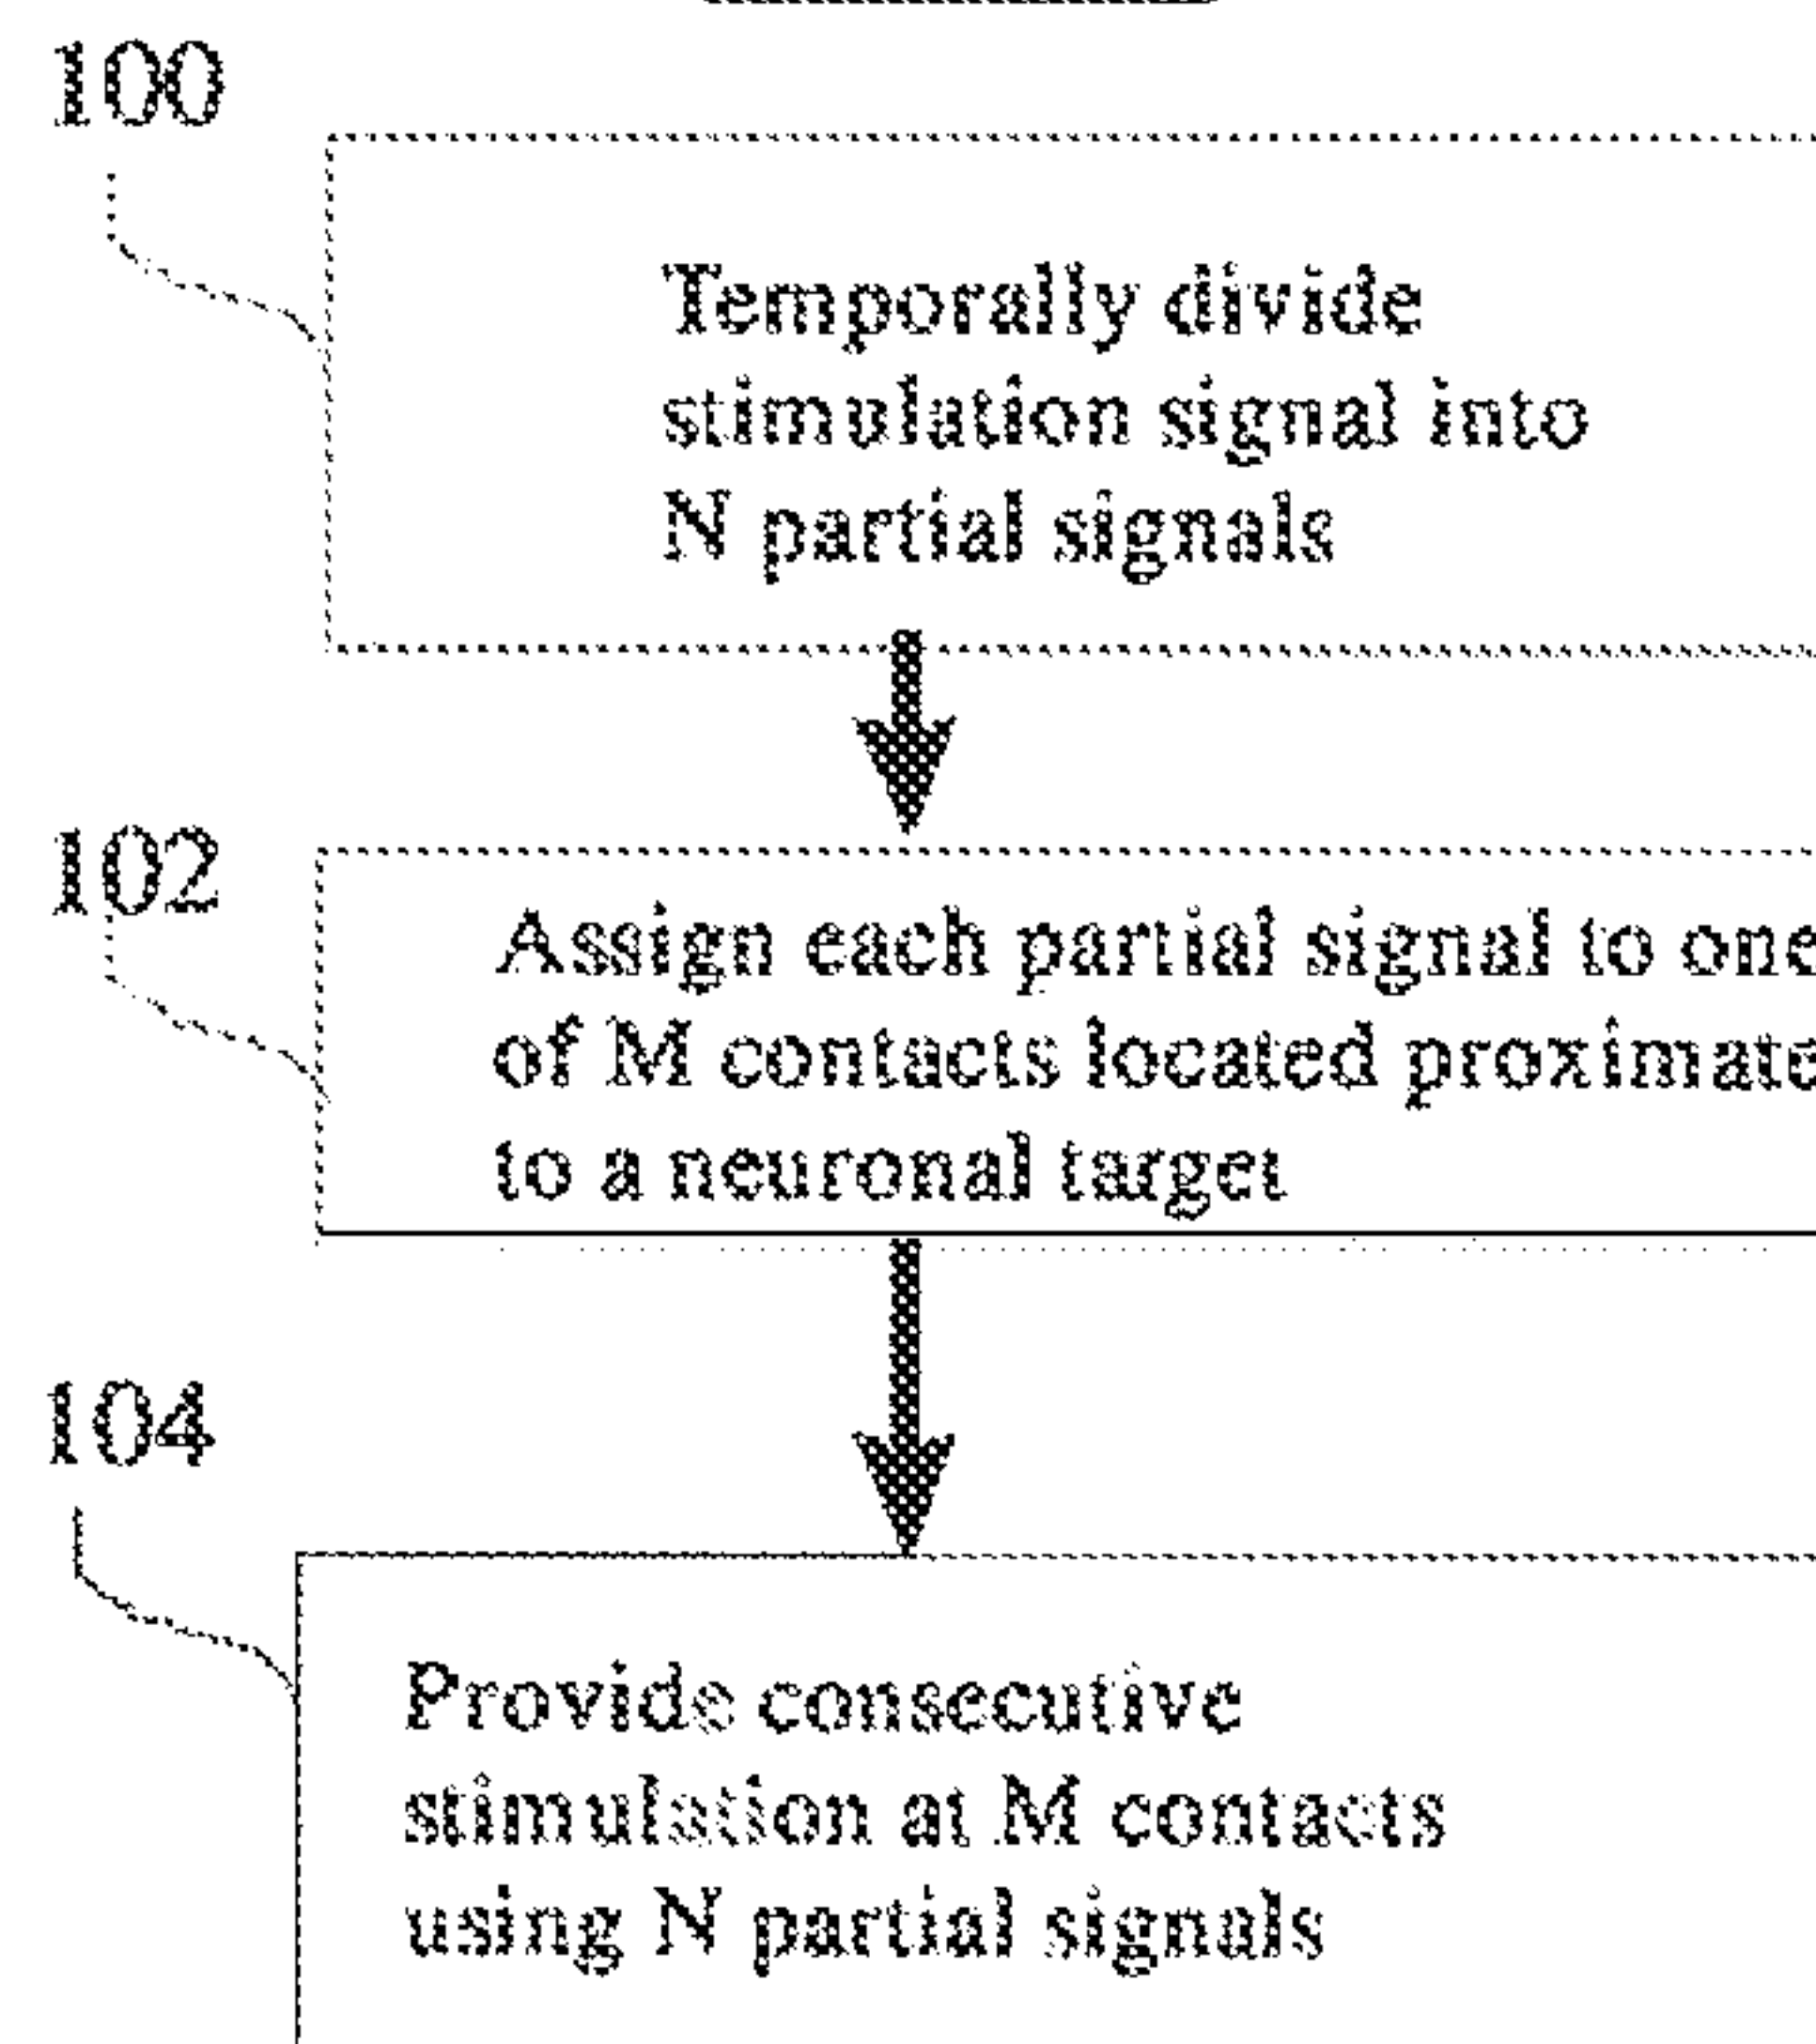 100
Temporally divide
stimulation signal into
N partial signals
102
Assign each partial signal to one
of M contacts located proximate
to a neuronal target
104
Provide consecutive
stimulation at M contacts
using N partial signals